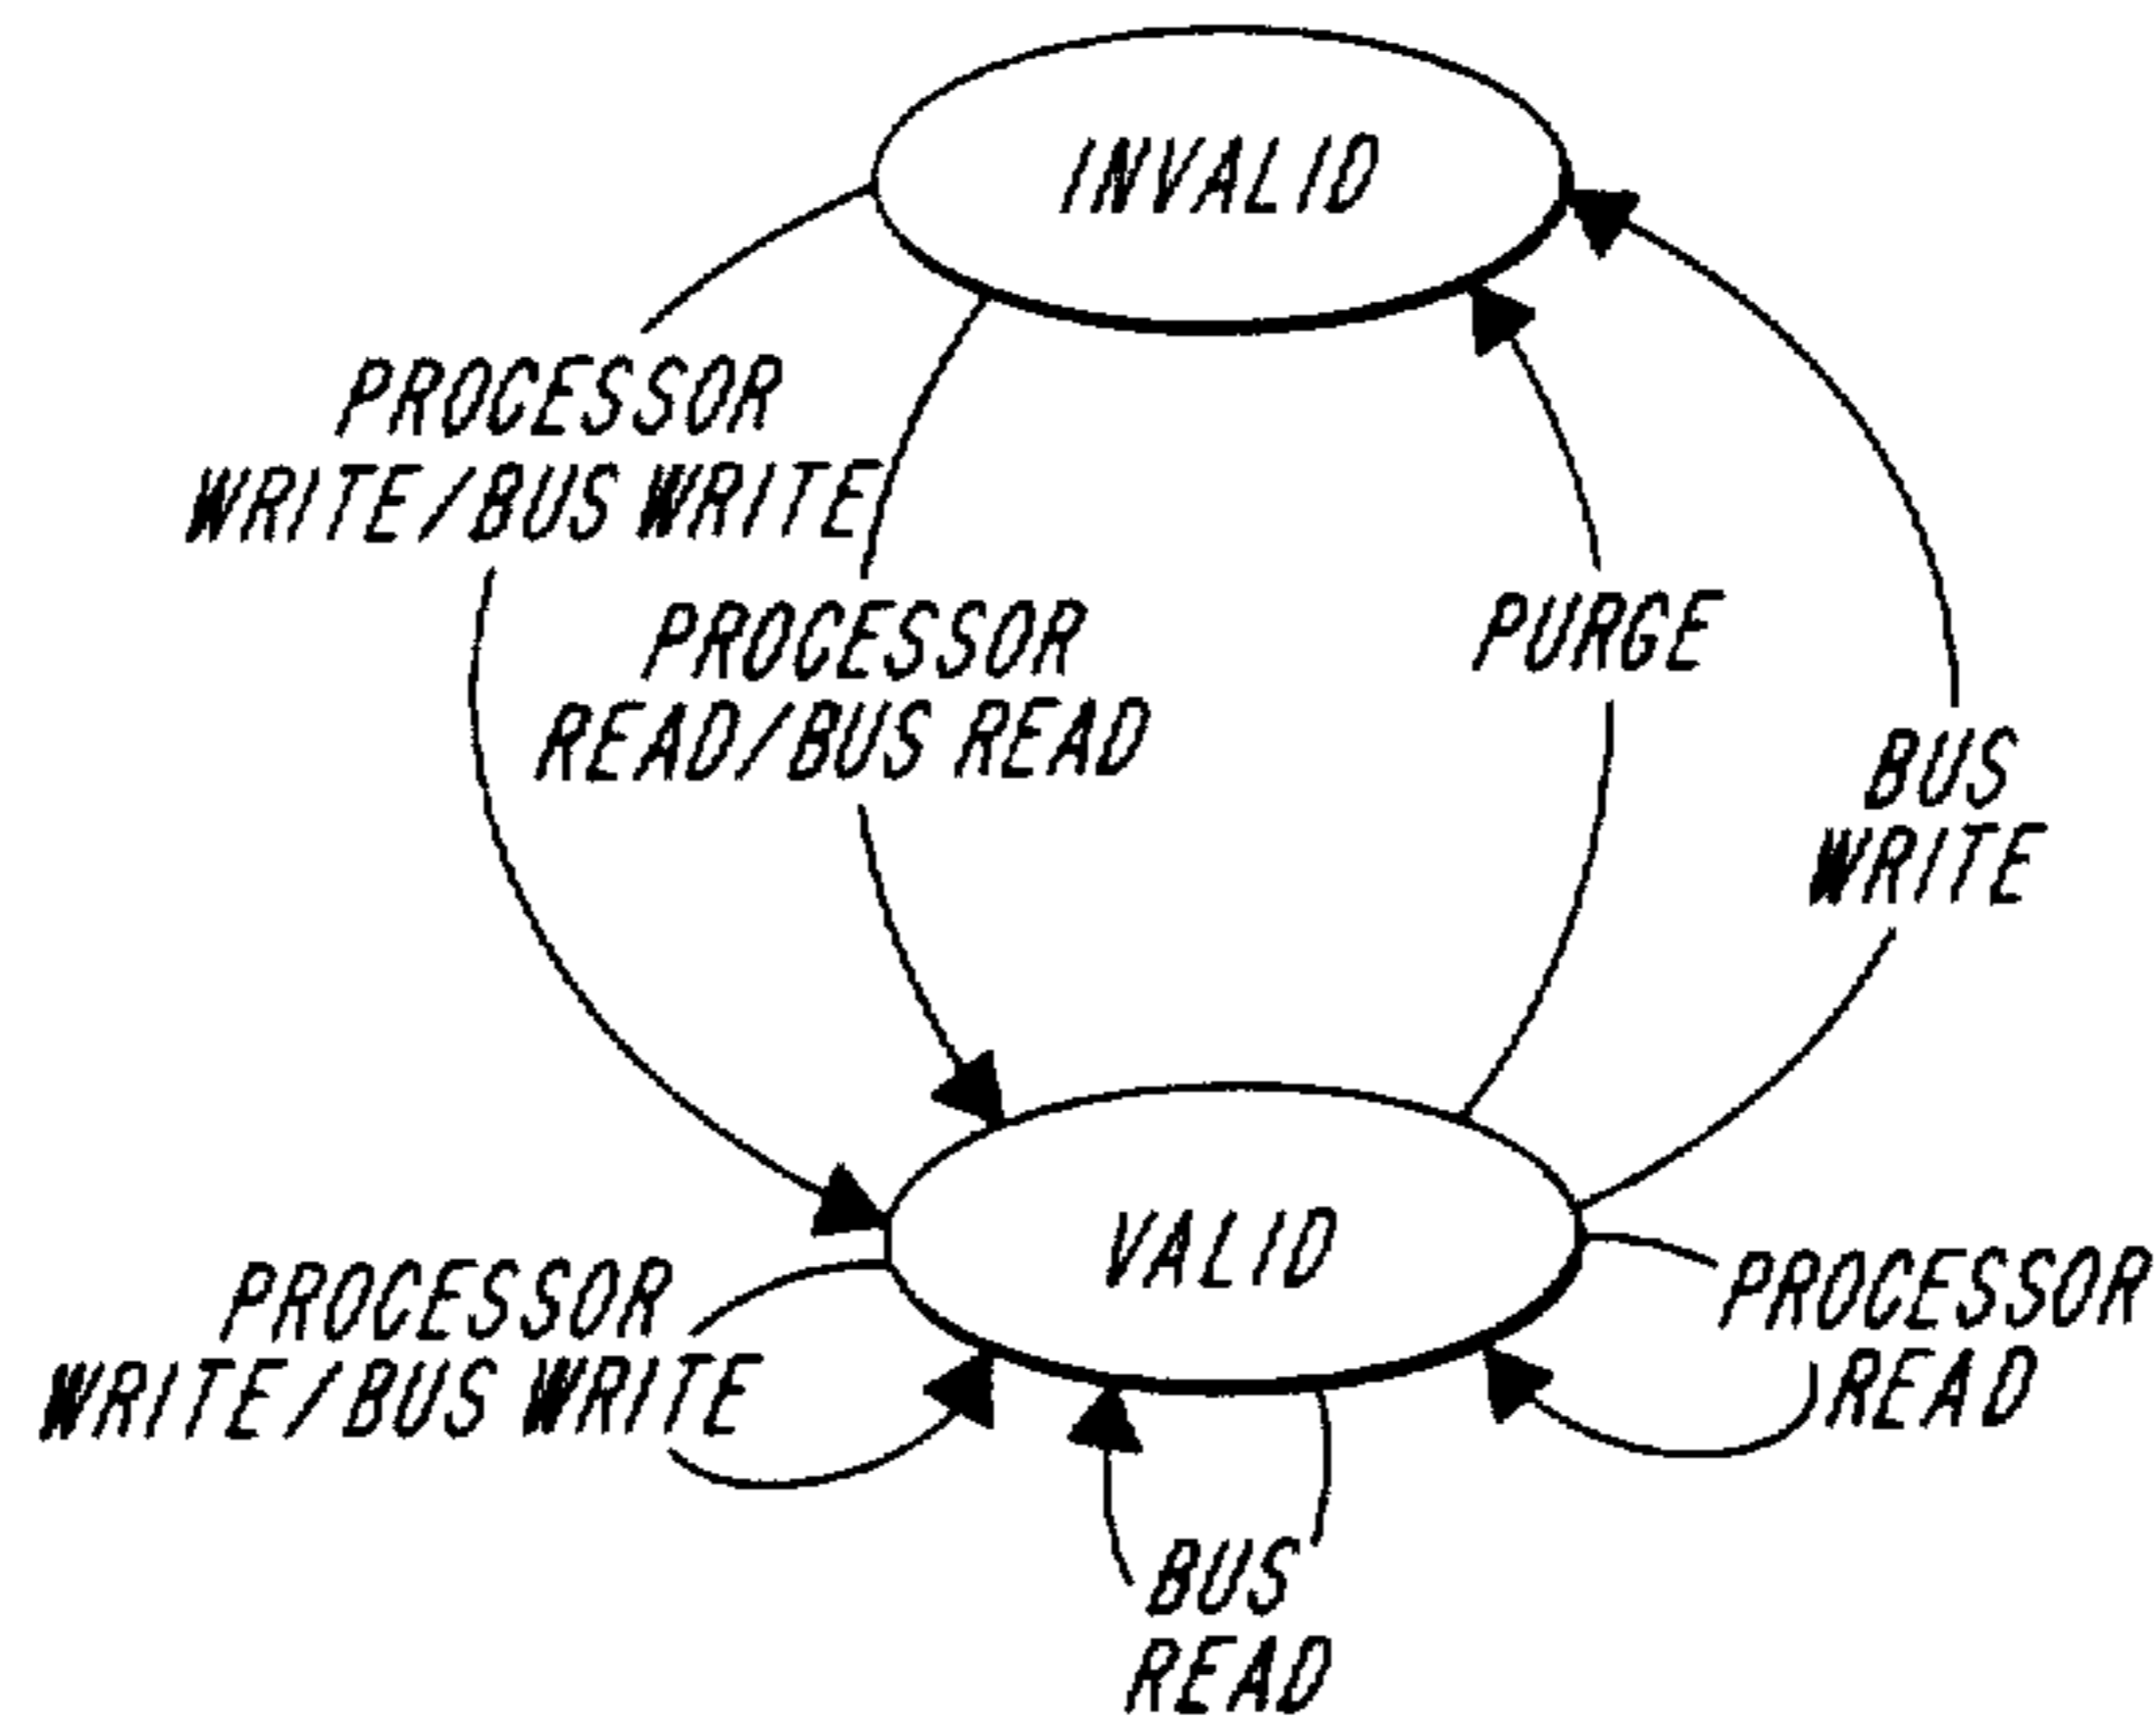 INVALID
PROCESSOR
WRITE/BUS WRITE
PROCESSOR
READ/BUS READ
PURGE
BUS
WRITE
VALID
PROCESSOR
WRITE/BUS WRITE
PROCESSOR
READ
BUS
READ